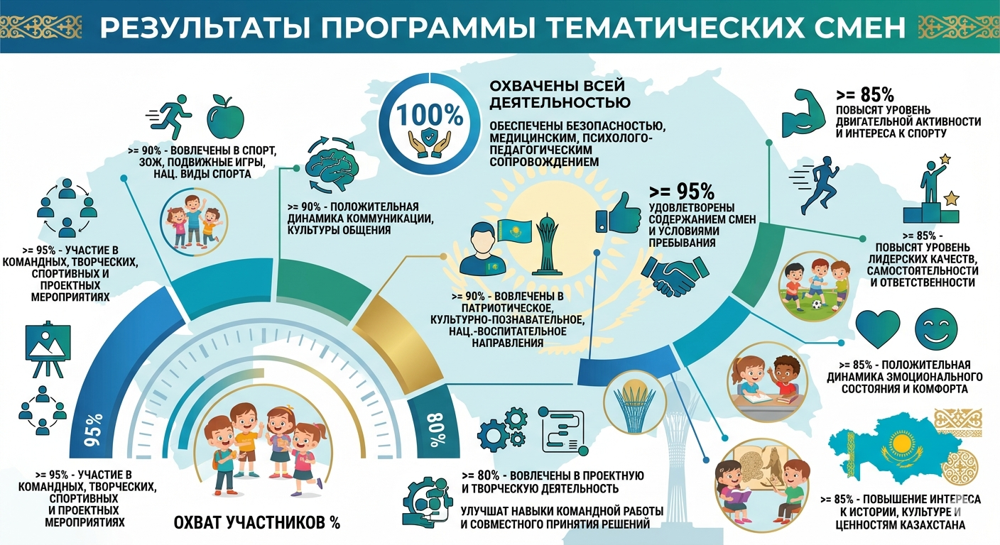 РЕЗУЛЬТАТЫ ПРОГРАММЫ ТЕМАТИЧЕСКИХ СМЕН
100%
ОХВАЧЕНЫ ВСЕЙ
ДЕЯТЕЛЬНОСТЬЮ
ОБЕСПЕЧЕНЫ БЕЗОПАСНОСТЬЮ,
МЕДИЦИНСКИМ, ПСИХОЛОГО-
ПЕДАГОГИЧЕСКИМ
СОПРОВОЖДЕНИЕМ
>= 90% - ВОВЛЕЧЕНЫ В СПОРТ,
ЗОЖ, ПОДВИЖНЫЕ ИГРЫ,
НАЦ. ВИДЫ СПОРТА
>= 90% - ПОЛОЖИТЕЛЬНАЯ
ДИНАМИКА КОММУНИКАЦИИ,
КУЛЬТУРЫ ОБЩЕНИЯ
>= 95% - УЧАСТИЕ В
КОМАНДНЫХ, ТВОРЧЕСКИХ,
СПОРТИВНЫХ И
ПРОЕКТНЫХ
МЕРОПРИЯТИЯХ
>= 90% - ВОВЛЕЧЕНЫ В
ПАТРИОТИЧЕСКОЕ,
КУЛЬТУРНО-ПОЗНАВАТЕЛЬНОЕ,
НАЦ.-ВОСПИТАТЕЛЬНОЕ
НАПРАВЛЕНИЯ
>= 95%
УДОВЛЕТВОРЕНЫ
СОДЕРЖАНИЕМ СМЕН
И УСЛОВИЯМИ
ПРЕБЫВАНИЯ
>= 85%
ПОВЫСЯТ УРОВЕНЬ
ДВИГАТЕЛЬНОЙ АКТИВНОСТИ
И ИНТЕРЕСА К СПОРТУ
>= 85% -
ПОВЫСЯТ УРОВЕНЬ
ЛИДЕРСКИХ КАЧЕСТВ,
САМОСТОЯТЕЛЬНОСТИ
И ОТВЕТСТВЕННОСТИ
>= 85% - ПОЛОЖИТЕЛЬНАЯ
ДИНАМИКА ЗМОЦИОНАЛЬНОГО
СОСТОЯНИЯ И КОМФОРТА
>= 85% - ПОВЫШЕНИЕ ИНТЕРЕСА
К ИСТОРИИ, КУЛЬТУРЕ И
ЦЕННОСТЯМ КАЗАХСТАНА
95%
80%
>= 95% - УЧАСТИЕ В
КОМАНДНЫХ, ТВОРЧЕСКИХ,
СПОРТИВНЫХ
И ПРОЕКТНЫХ
МЕРОПРИЯТИЯХ
ОХВАТ УЧАСТНИКОВ %
>= 80% - ВОВЛЕЧЕНЫ В ПРОЕКТНУЮ
И ТВОРЧЕСКУЮ ДЕЯТЕЛЬНОСТЬ
УЛУЧШАТ НАВЫКИ КОМАНДНОЙ РАБОТЫ
И СОВМЕСТНОГО ПРИНЯТИЯ РЕШЕНИЙ